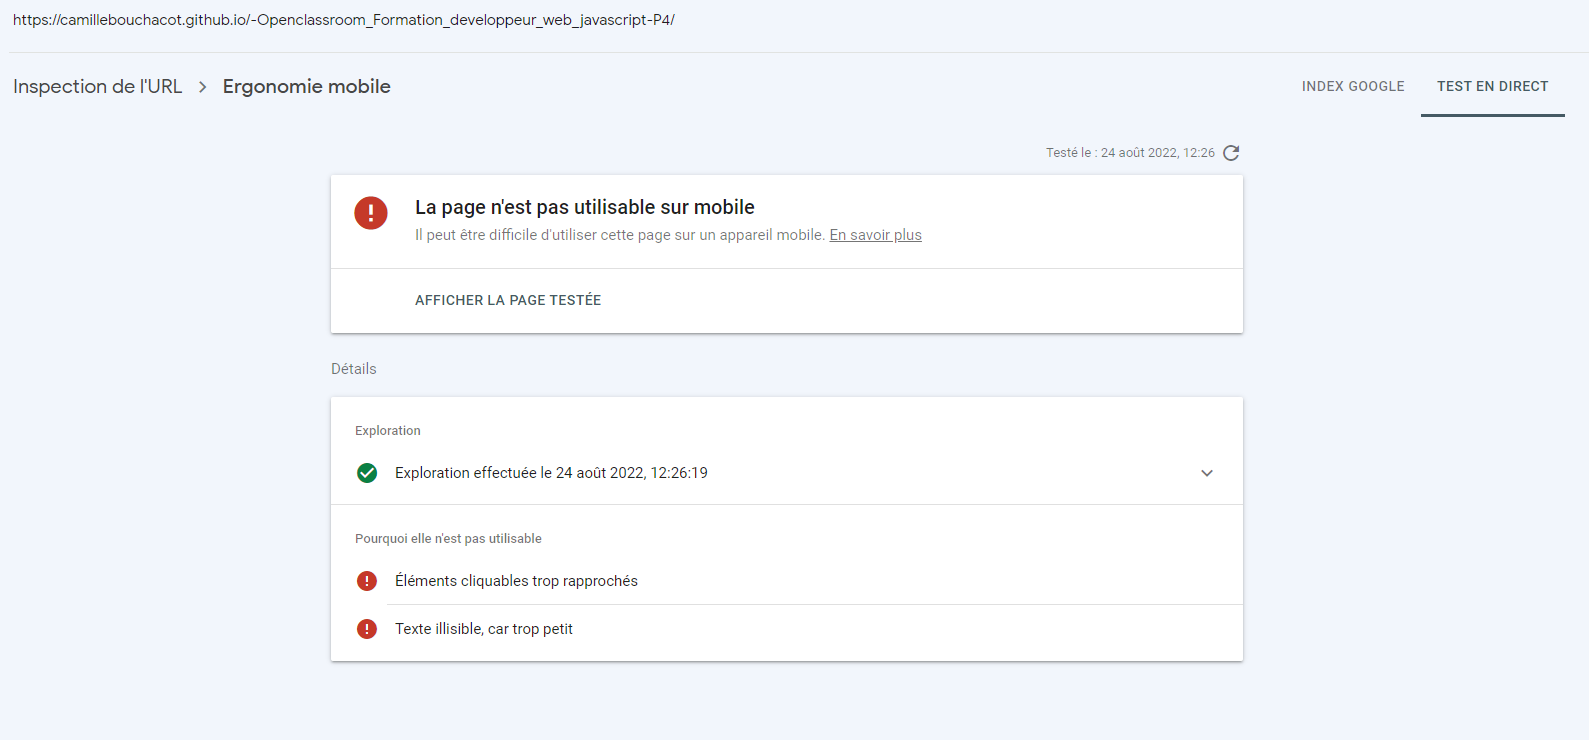 https://camillebouchacot.github.io/-Openclassroom_Formation_developpeur_web_javascript-P4/
Inspection de l'URL > Ergonomie mobile
INDEX GOOGLE
TEST EN DIRECT
Testé le : 24 août 2022, 12:26
La page n'est pas utilisable sur mobile
Il peut être difficile d'utiliser cette page sur un appareil mobile. En savoir plus
AFFICHER LA PAGE TESTÉE
Détails
Exploration
Exploration effectuée le 24 août 2022, 12:26:19
Pourquoi elle n'est pas utilisable
Éléments cliquables trop rapprochés
Texte illisible, car trop petit